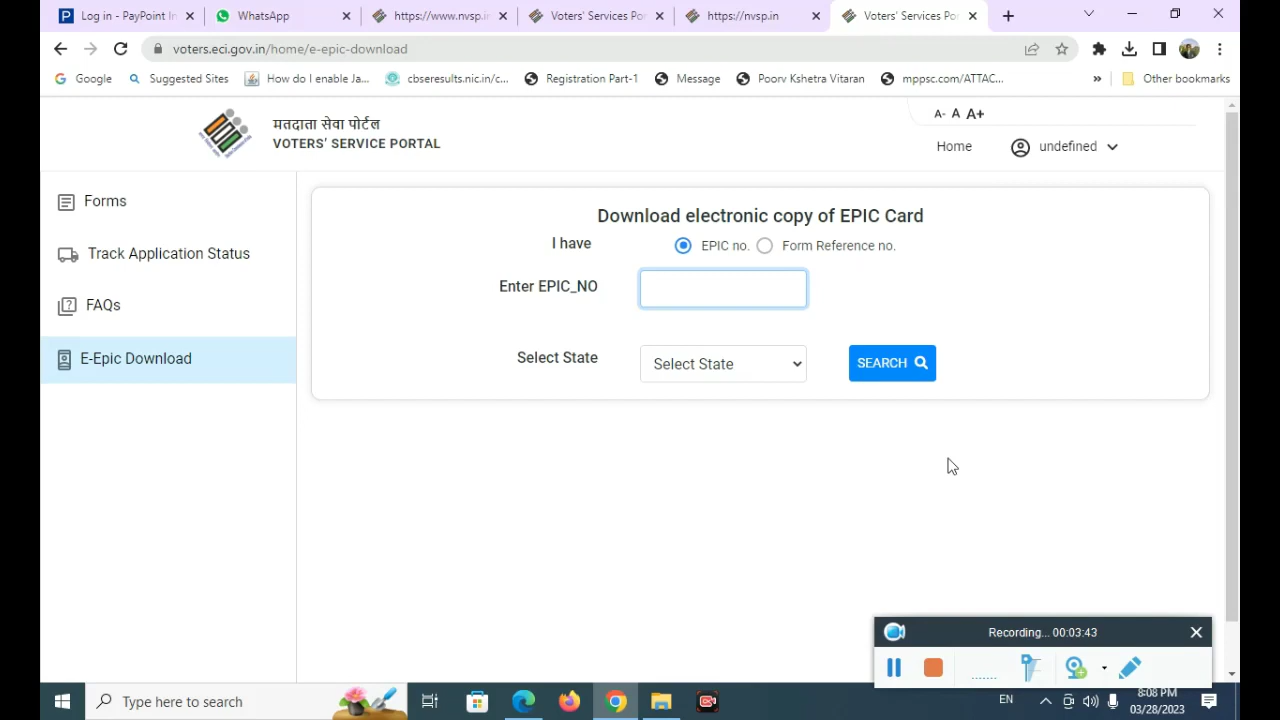 Log in - PayPoint In
WhatsApp
https://www.nvsp.in
Voters' Services Po
https://nvsp.in
Voters' Services Po
voters.eci.gov.in/home/e-epic-download
Google
Suggested Sites
How do I enable Ja...
cbseresults.nic.in/c...
Registration Part-1
Message
Poorv Kshetra Vitaran
mppsc.com/ATTAC...
»
Other bookmarks
मतदाता सेवा पोर्टल
VOTERS' SERVICE PORTAL
A- A A+
Home
undefined
Forms
Track Application Status
FAQs
E-Epic Download
Download electronic copy of EPIC Card
I have
EPIC no.
Form Reference no.
Enter EPIC_NO
Select State
Select State
SEARCH
Recording... 00:03:43
Type here to search
EN
8:08 PM
03/28/2023